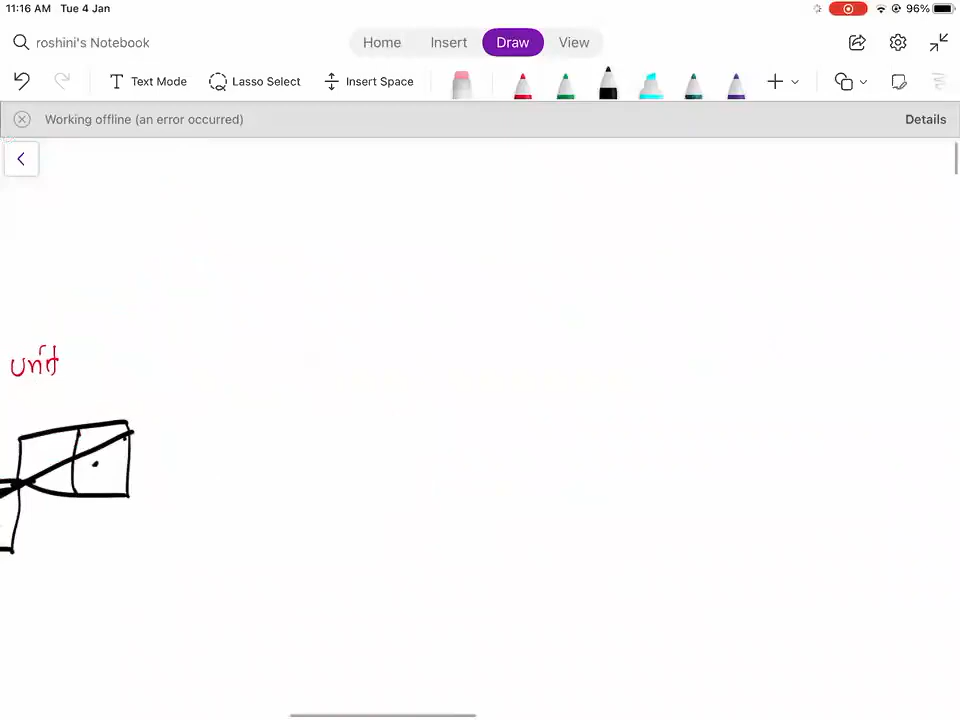 11:16 AM Tue 4 Jan 96%
roshini's Notebook Home Insert Draw View
Text Mode Lasso Select Insert Space
Working offline (an error occurred) Details
unit